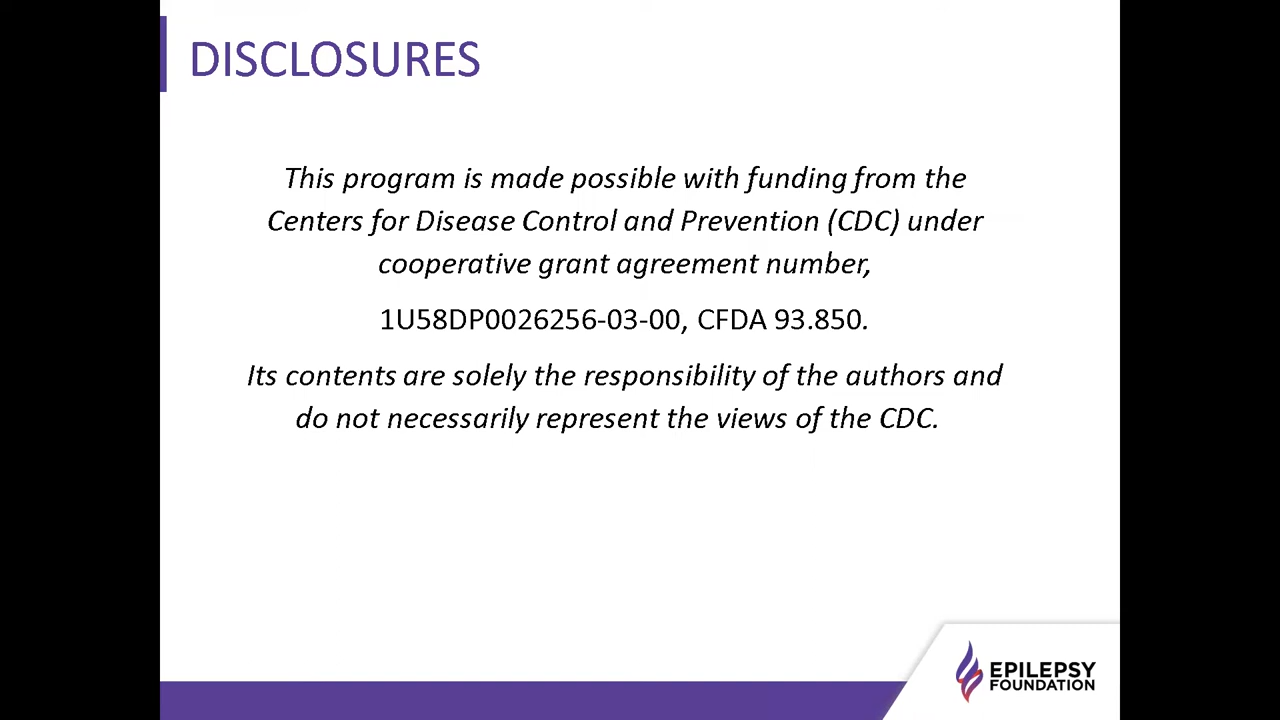 DISCLOSURES
This program is made possible with funding from the
Centers for Disease Control and Prevention (CDC) under
cooperative grant agreement number,
1U58DP0026256-03-00, CFDA 93.850.
Its contents are solely the responsibility of the authors and
do not necessarily represent the views of the CDC.
EPILEPSY
FOUNDATION